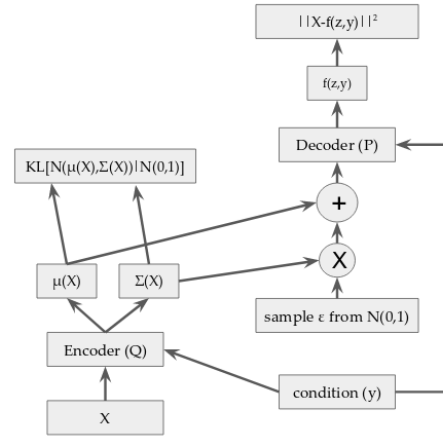 ||X-f(z,y)||²
f(z,y)
Decoder (P)
KL[N(μ(X),Σ(X))|N(0,1)]
+
μ(X)
Σ(X)
X
sample ε from N(0,1)
Encoder (Q)
condition (y)
X